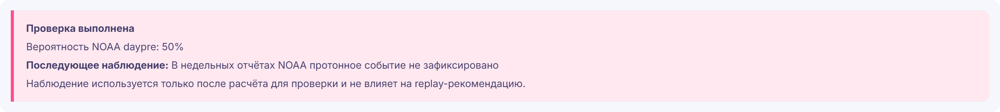 Проверка выполнена
Вероятность NOAA daypre: 50%
Последующее наблюдение: В недельных отчётах NOAA протонное событие не зафиксировано
Наблюдение используется только после расчёта для проверки и не влияет на replay-рекомендацию.